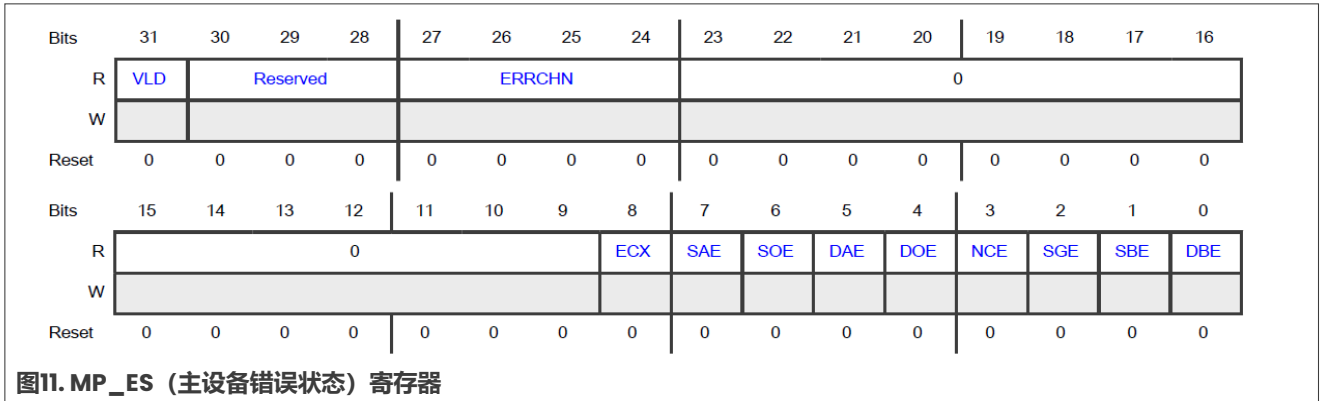 Bits 31 30 29 28 27 26 25 24 23 22 21 20 19 18 17 16
R VLD Reserved ERRCHN 0
W
Reset 0 0 0 0 0 0 0 0 0 0 0 0 0 0 0 0
Bits 15 14 13 12 11 10 9 8 7 6 5 4 3 2 1 0
R 0 ECX SAE SOE DAE DOE NCE SGE SBE DBE
W
Reset 0 0 0 0 0 0 0 0 0 0 0 0 0 0 0 0
图11. MP_ES（主设备错误状态）寄存器